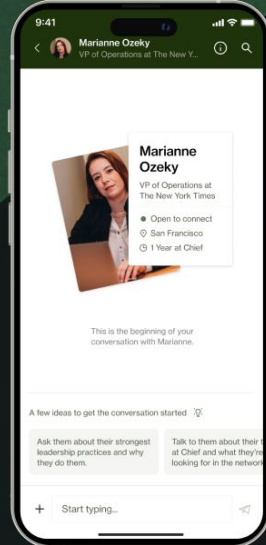 9:41
Marianne Ozeky
VP of Operations at The New Y...
Marianne
Ozeky
VP of Operations at
The New York Times
Open to connect
San Francisco
1 Year at Chief
This is the beginning of your
conversation with Marianne.
A few ideas to get the conversation started
Ask them about their strongest
leadership practices and why
they do them.
Talk to them about their t
at Chief and what they're
looking for in the network
Start typing...